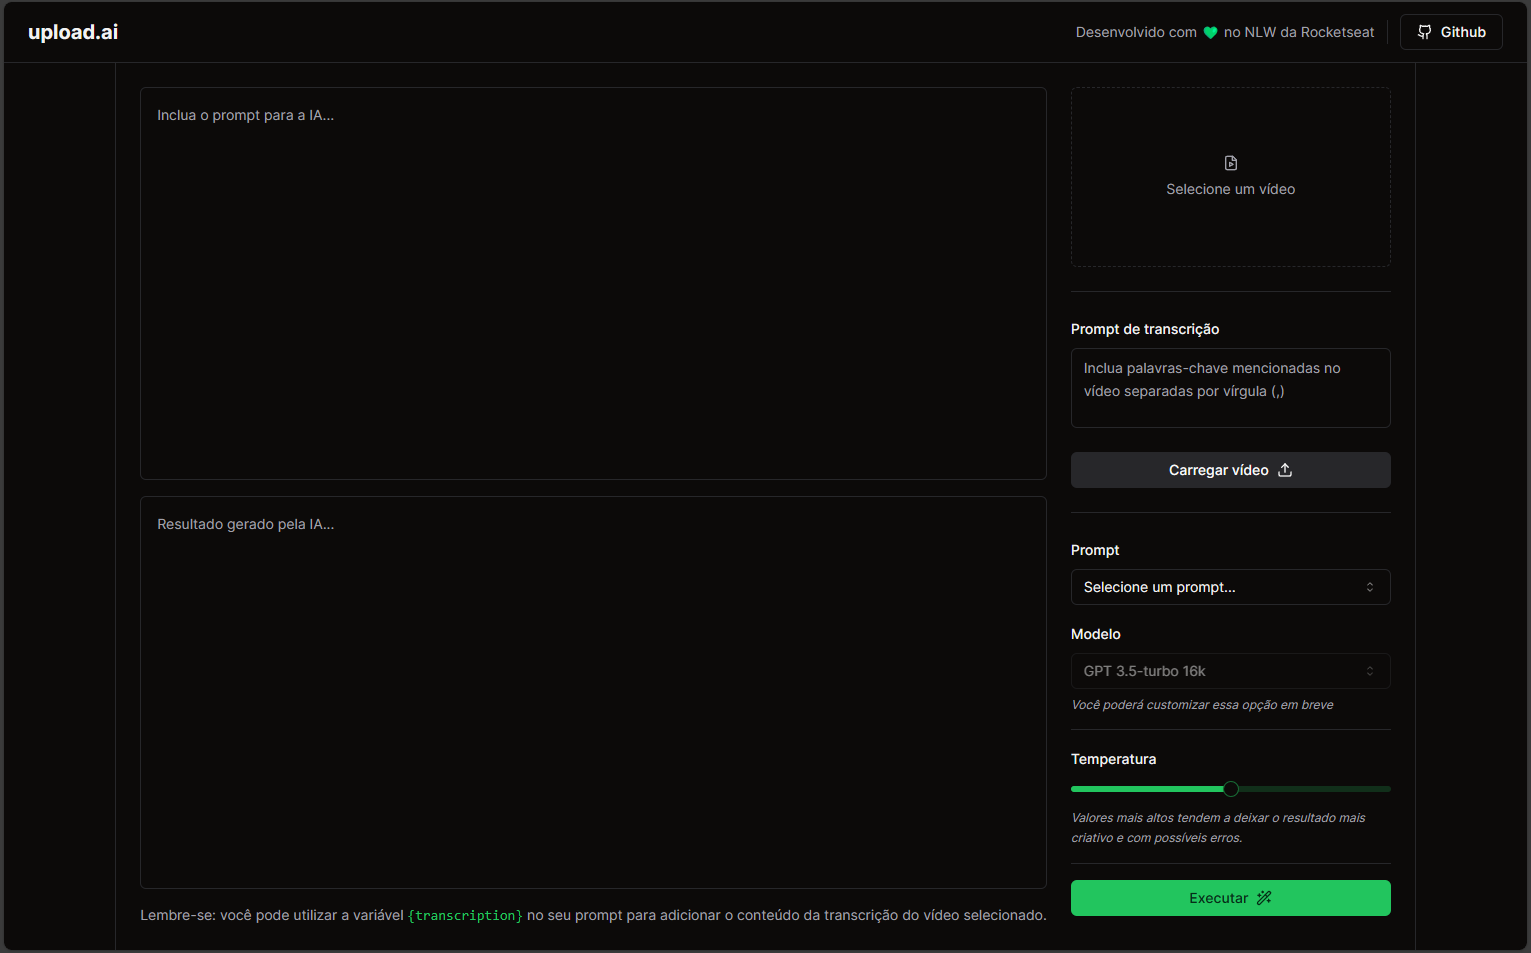 upload.ai
Desenvolvido com 💚 no NLW da Rocketseat
Github
Inclua o prompt para a IA...
Resultado gerado pela IA...
Lembre-se: você pode utilizar a variável {transcription} no seu prompt para adicionar o conteúdo da transcrição do vídeo selecionado.
Selecione um vídeo
Prompt de transcrição
Inclua palavras-chave mencionadas no
vídeo separadas por vírgula (,)
Carregar vídeo
Prompt
Selecione um prompt...
Modelo
GPT 3.5-turbo 16k
Você poderá customizar essa opção em breve
Temperatura
Valores mais altos tendem a deixar o resultado mais
criativo e com possíveis erros.
Executar